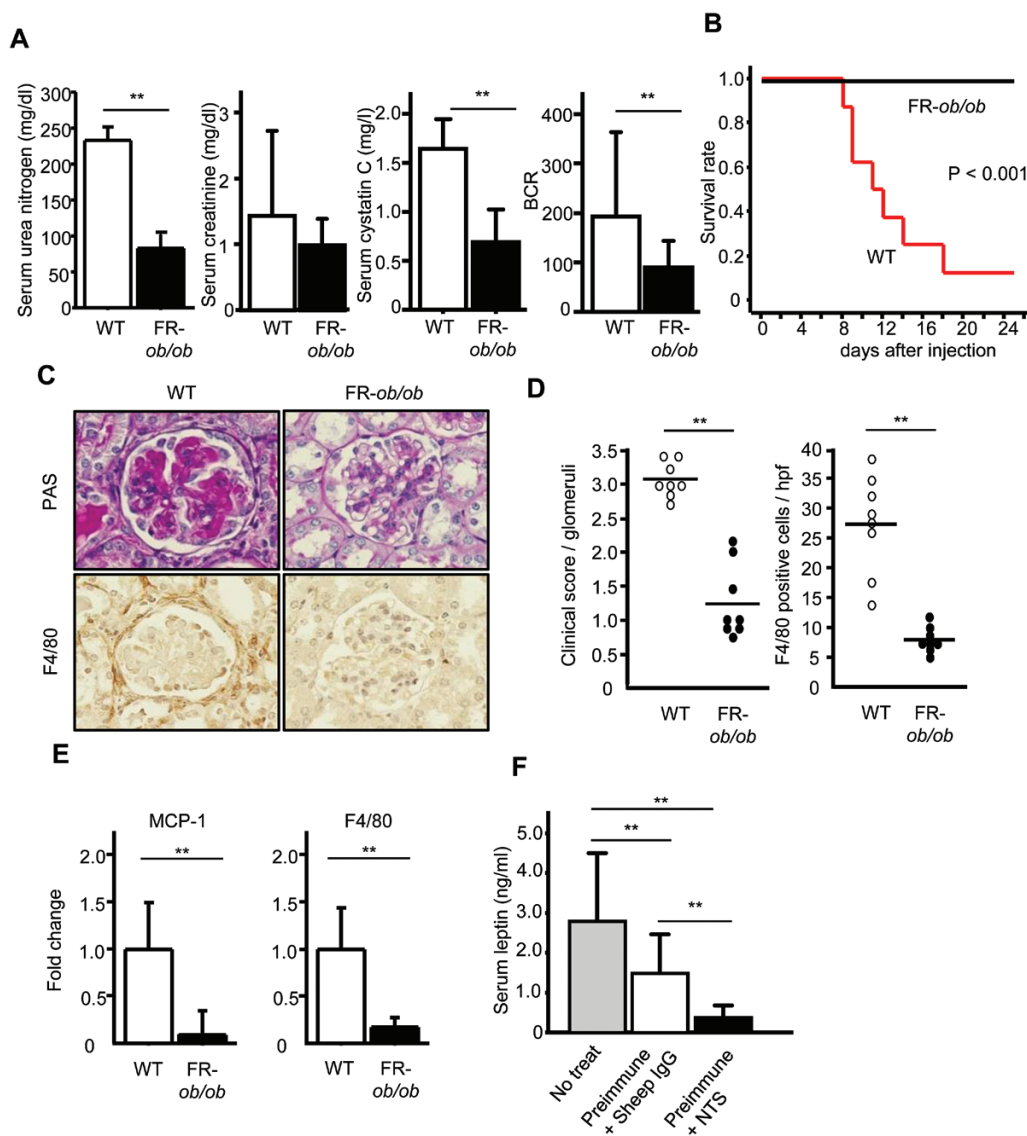 A
Serum urea nitrogen (mg/dl)
300
250
200
150
100
50
0
**
WT
FR-
ob/ob
Serum creatinine (mg/dl)
3
2
1
0
WT
FR-
ob/ob
Serum cystatin C (mg/l)
2.0
1.5
1.0
0.5
0
**
WT
FR-
ob/ob
BCR
400
300
200
100
0
**
WT
FR-
ob/ob
B
Survival rate
1.0
0.8
0.4
0.2
0
FR-ob/ob
P < 0.001
WT
0 4 8 12 16 20 24
days after injection
C
WT FR-ob/ob
PAS
F4/80
D
Clinical score / glomeruli
3.5
3.0
2.5
2.0
1.5
1.0
0.5
0
**
WT
FR-
ob/ob
F4/80 positive cells / hpf
40
35
30
25
20
15
10
5
0
**
WT
FR-
ob/ob
E
Fold change
MCP-1
2.0
1.5
1.0
0.5
0
**
WT
FR-
ob/ob
F4/80
2.0
1.5
1.0
0.5
0
**
WT
FR-
ob/ob
F
Serum leptin (ng/ml)
5.0
4.0
3.0
2.0
1.0
0
**
**
**
No treat
Preimmune
+ Sheep IgG
Preimmune
+ NTS